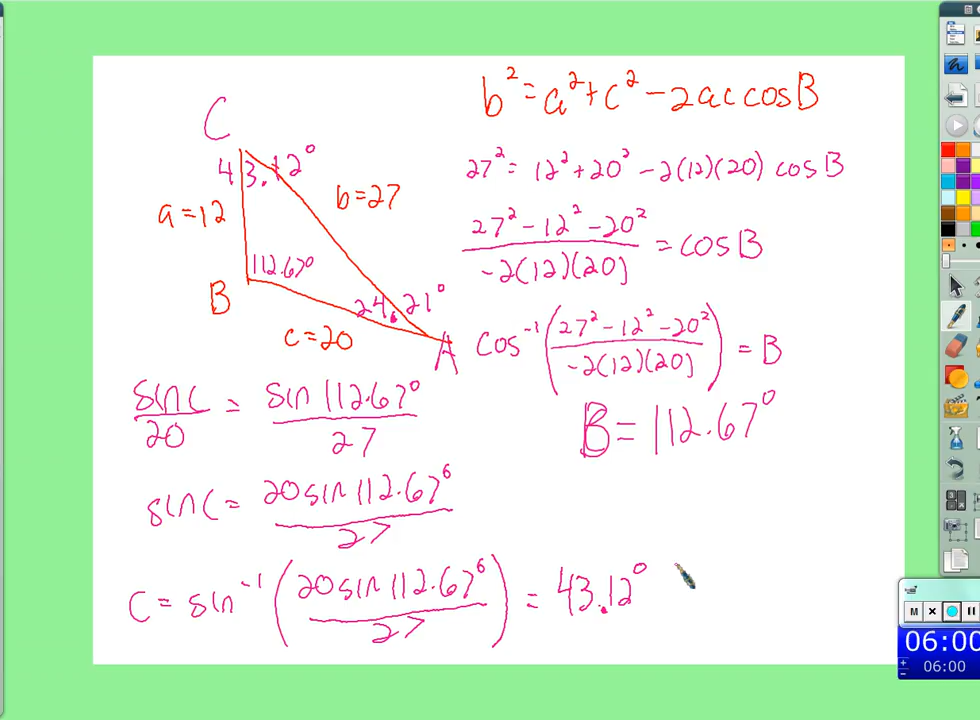 b² = a² + c² - 2ac cosB
C
43.12°
a = 12
b = 27
112.67°
B
24.21°
c = 20
A
27² = 12² + 20² - 2(12)(20) cosB
27² - 12² - 20²
-2(12)(20)
= cosB
cos⁻¹ (27² - 12² - 20² / -2(12)(20)) = B
B = 112.67°
sin C / 20 = sin 112.67° / 27
sin C = 20 sin 112.67° / 27
C = sin⁻¹ (20 sin 112.67° / 27) = 43.12°
M
06:00
06:00